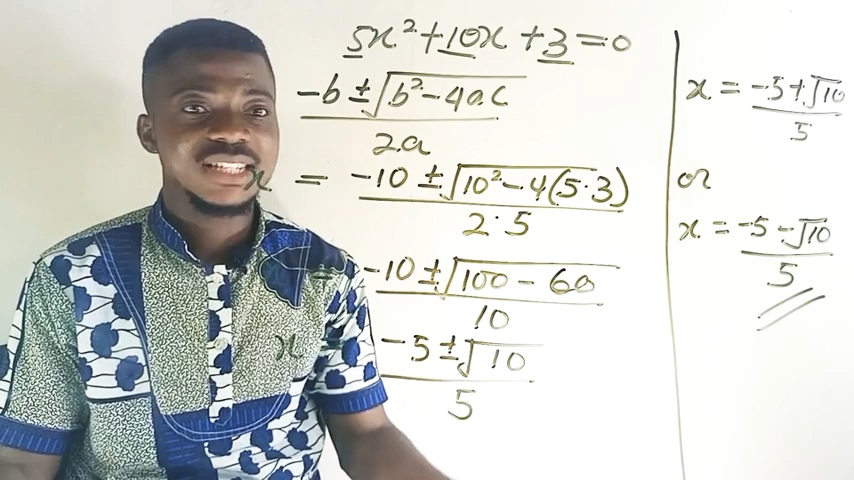 5x² + 10x + 3 = 0
-b ± √(b² - 4ac)
2a
x = -10 ± √(10² - 4(5·3))
2·5
= -10 ± √(100 - 60)
10
x = -5 ± √10
5
x = -5 + √10
5
or
x = -5 - √10
5